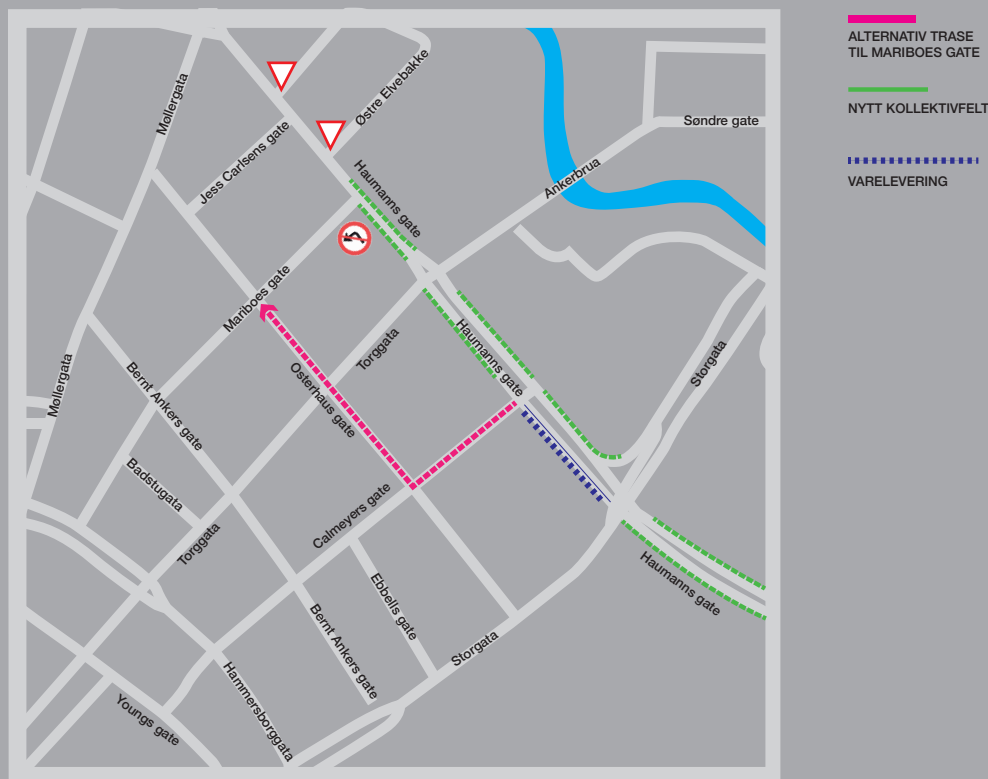 ALTERNATIV TRASE
TIL MARIBOES GATE
NYTT KOLLEKTIVFELT
VARELEVERING
Møllergata
Østre Elvebakke
Jess Carlsens gate
Søndre gate
Ankerbrua
Haumanns gate
Mariboes gate
Torggata
Haumanns gate
Storgata
Møllergata
Osterhaus gate
Bernt Ankers gate
Badstugata
Calmeyers gate
Torggata
Haumanns gate
Ebbells gate
Bernt Ankers gate
Storgata
Hammersborggata
Youngs gate